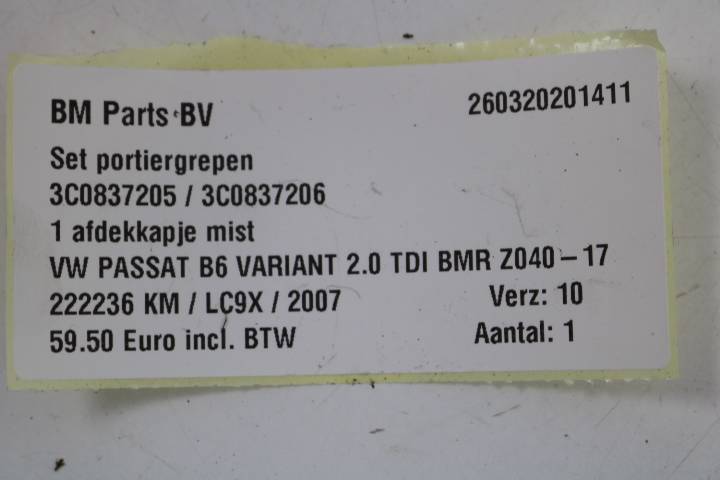 BM Parts BV
260320201411
Set portiergrepen
3C0837205 / 3C0837206
1 afdekkapje mist
VW PASSAT B6 VARIANT 2.0 TDI BMR Z040-17
222236 KM / LC9X / 2007
Verz: 10
59.50 Euro incl. BTW
Aantal: 1